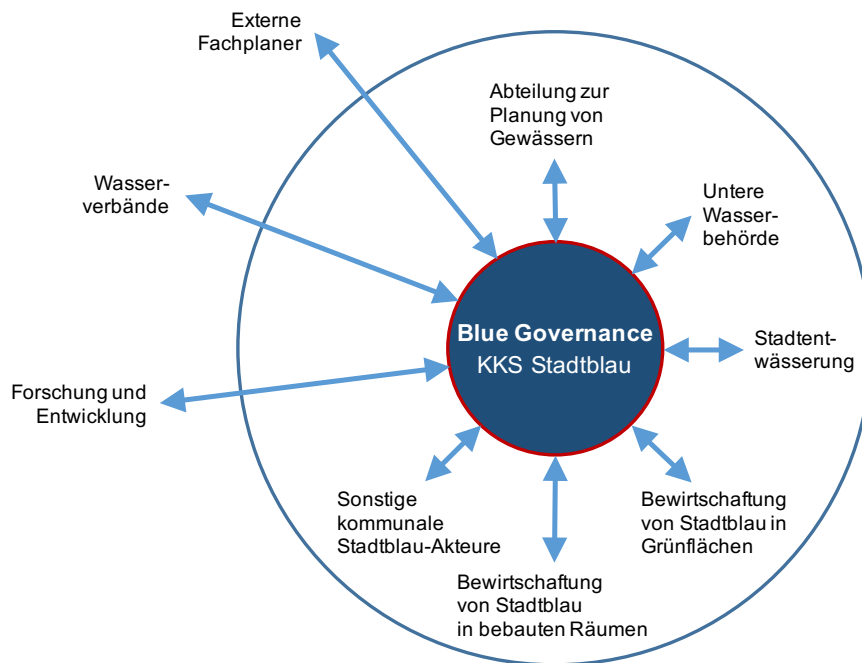 Externe
Fachplaner
Abteilung zur
Planung von
Gewässern
Wasser-
verbände
Untere
Wasser-
behörde
Blue Governance
KKS Stadtblau
Stadtent-
wässerung
Forschung und
Entwicklung
Sonstige
kommunale
Stadtblau-Akteure
Bewirtschaftung
von Stadtblau in
Grünflächen
Bewirtschaftung
von Stadtblau
in bebauten Räumen